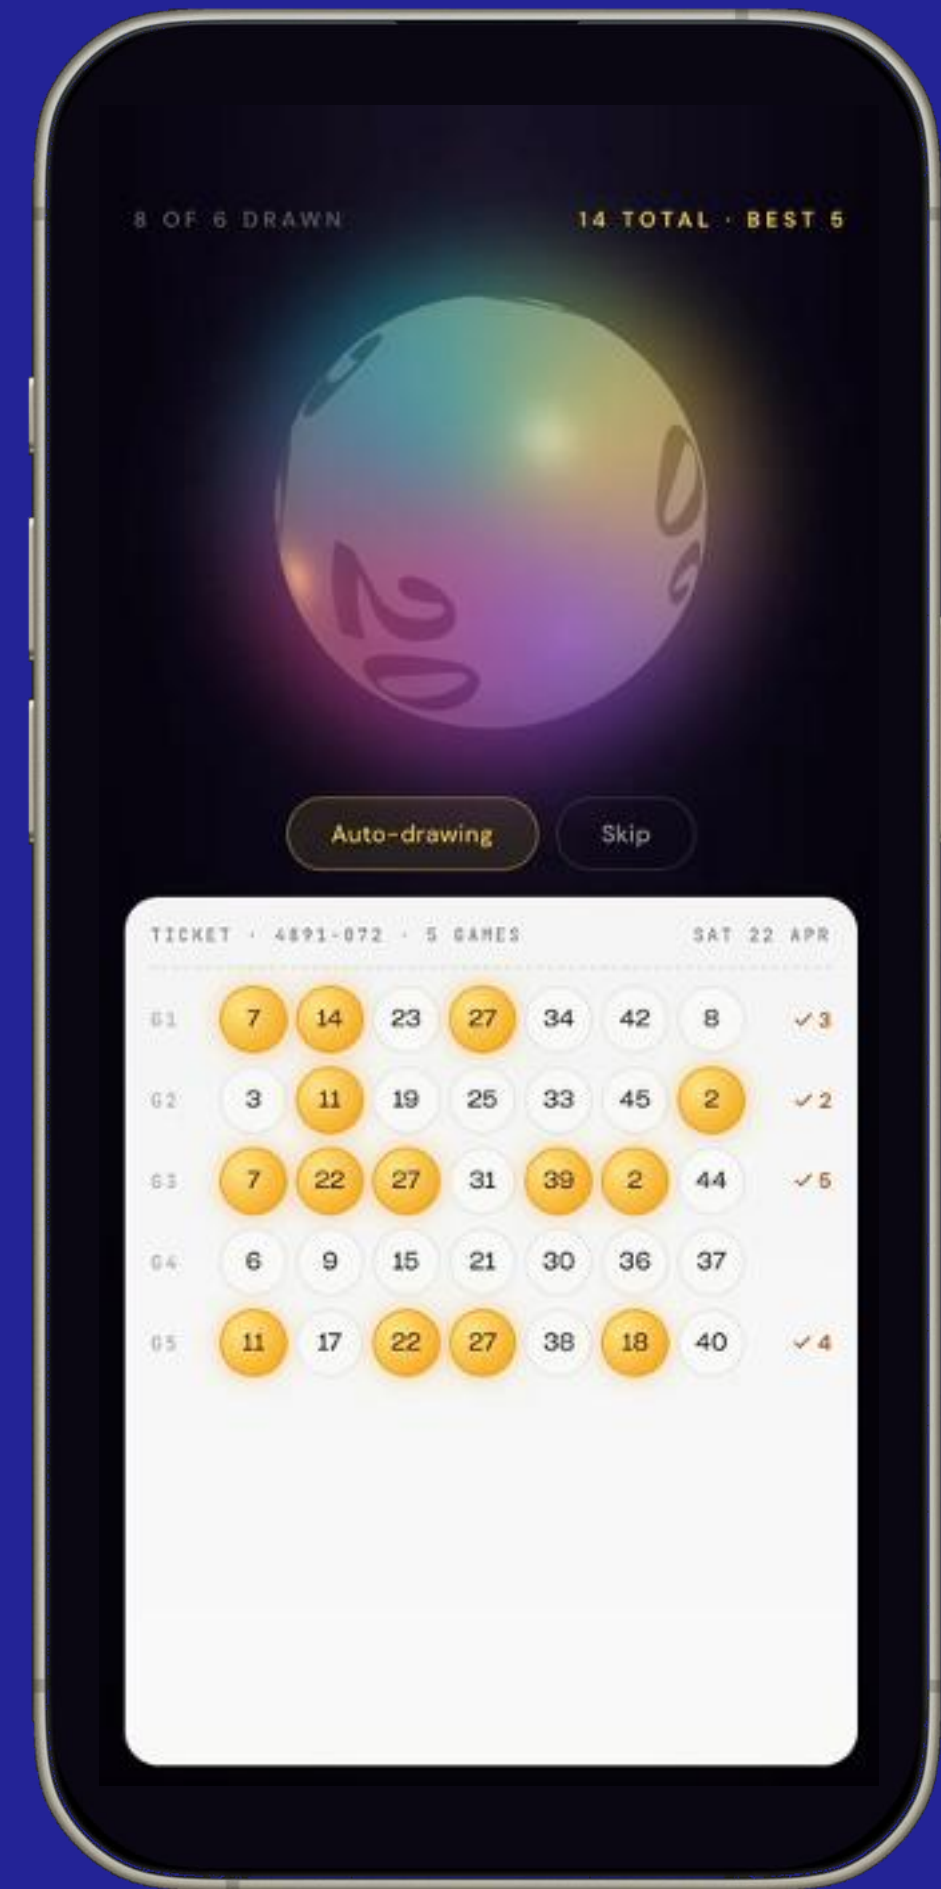 8 OF 6 DRAWN
14 TOTAL · BEST 5
20
Auto-drawing
Skip
TICKET · 4891-072 · 5 GAMES
SAT 22 APR
G1 7 14 23 27 34 42 8 ✓ 3
G2 3 11 19 25 33 45 2 ✓ 2
G3 7 22 27 31 39 2 44 ✓ 5
G4 6 9 15 21 30 36 37
G5 11 17 22 27 38 18 40 ✓ 4